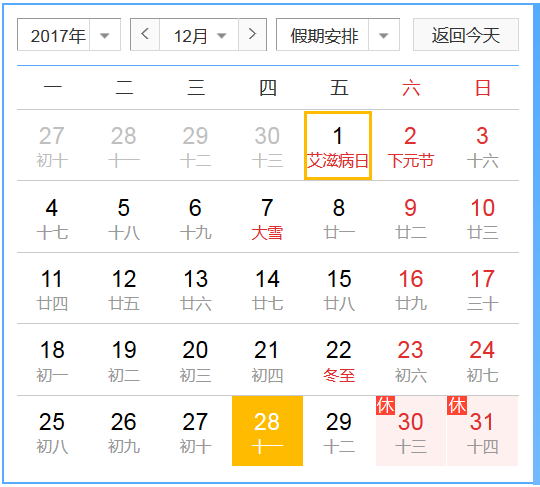 2017年 12月 假期安排 返回今天
一 二 三 四 五 六 日
27 28 29 30 1 2 3
初十 十一 十二 十三 艾滋病日 下元节 十六
4 5 6 7 8 9 10
十七 十八 十九 大雪 廿一 廿二 廿三
11 12 13 14 15 16 17
廿四 廿五 廿六 廿七 廿八 廿九 三十
18 19 20 21 22 23 24
初一 初二 初三 初四 冬至 初六 初七
25 26 27 28 29 休 30 休 31
初八 初九 初十 十一 十二 十三 十四